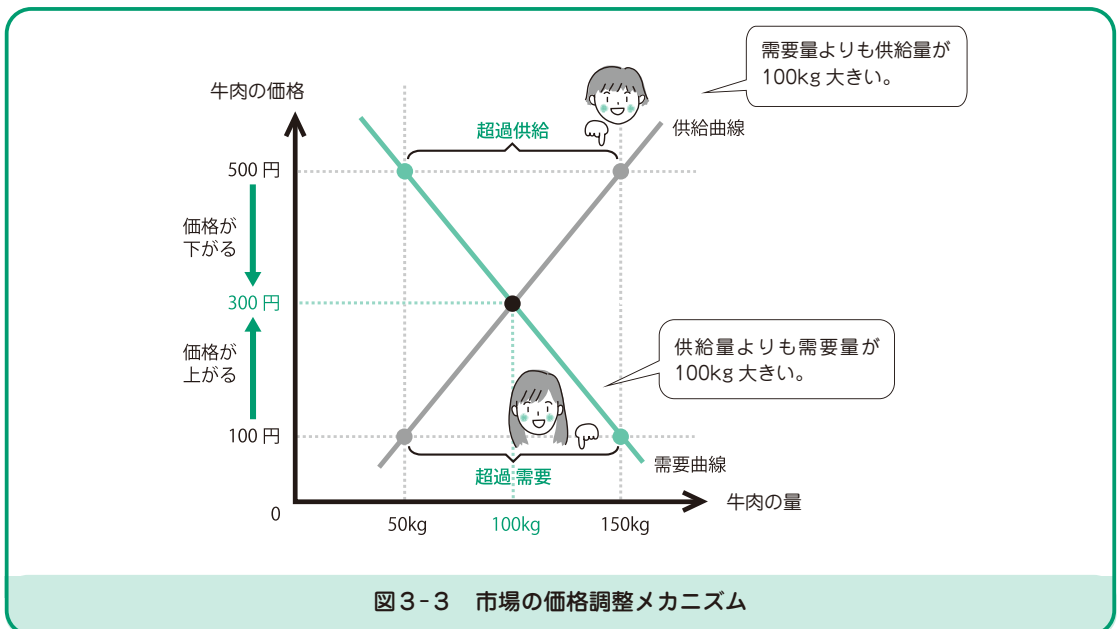 需要量よりも供給量が
100kg 大きい。
牛肉の価格
超過供給
供給曲線
500 円
価格が
下がる
300 円
価格が
上がる
供給量よりも需要量が
100kg 大きい。
100 円
超過 需要
需要曲線
0
50kg
100kg
150kg
牛肉の量
図3-3 市場の価格調整メカニズム